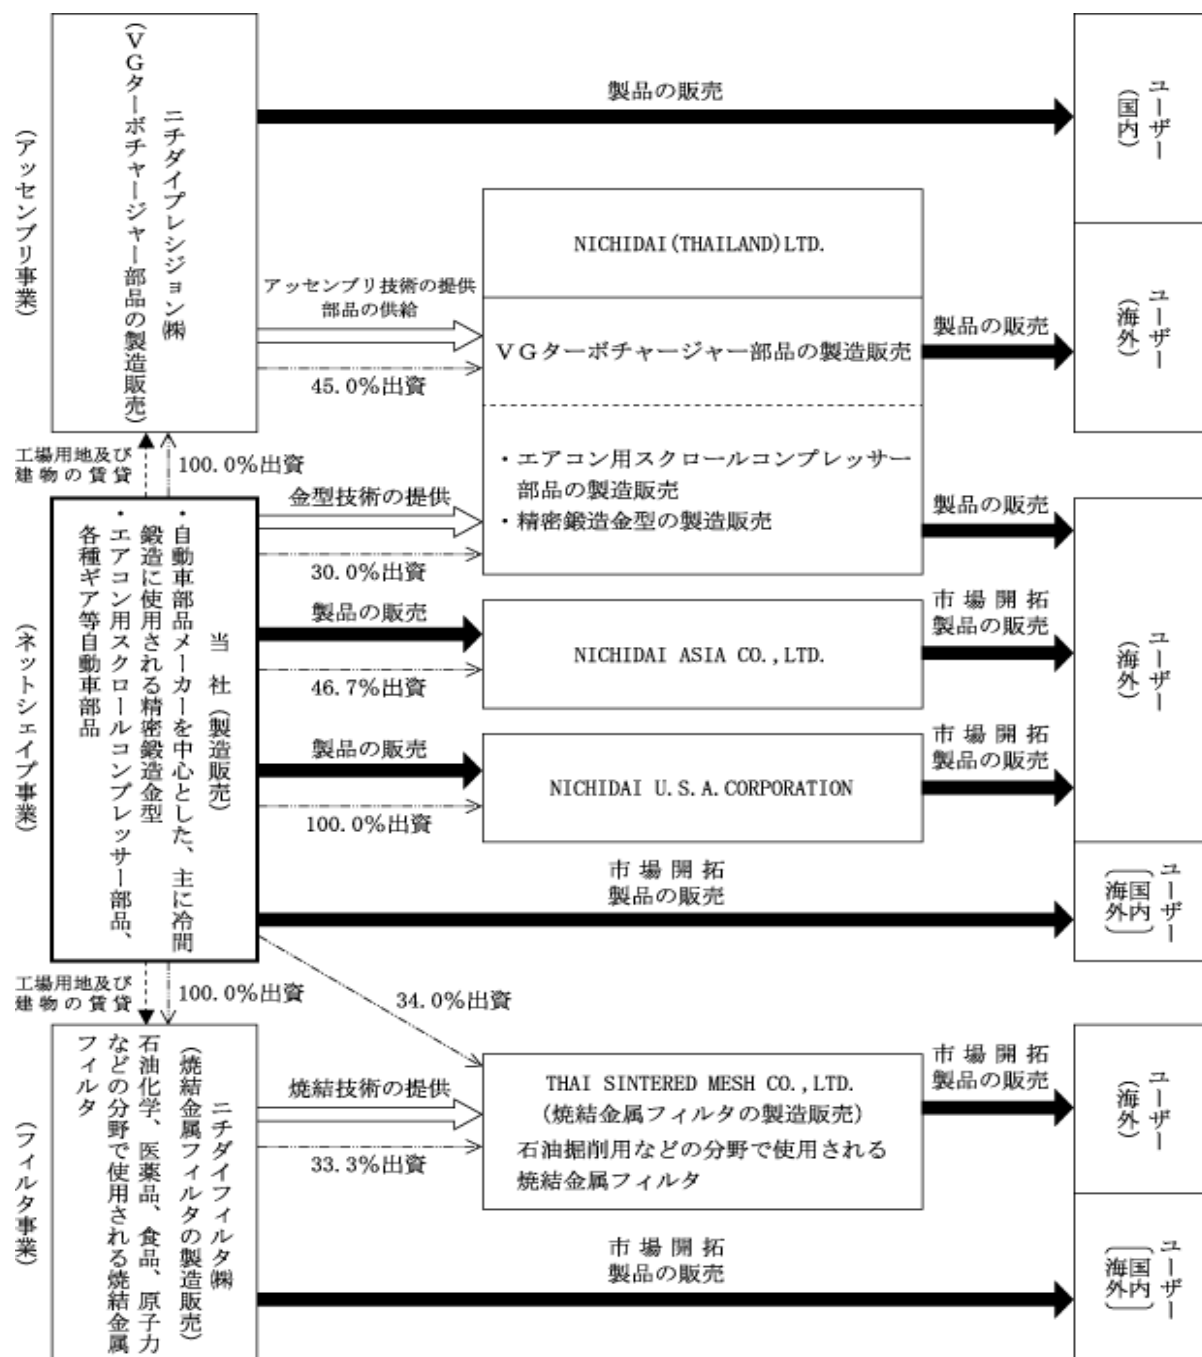 (アッセンブリ事業)
ニチダイプレシジョン㈱
(VGターボチャージャー部品の製造販売)
製品の販売
ユーザー
(国内)
NICHIDAI(THAILAND)LTD.
アッセンブリ技術の提供
部品の供給
45.0%出資
VGターボチャージャー部品の製造販売
製品の販売
ユーザー
(海外)
工場用地及び
建物の賃貸
100.0%出資
(ネットシェイプ事業)
当社(製造販売)
・自動車部品メーカーを中心とした、主に冷間
鍛造に使用される精密鍛造金型
・エアコン用スクロールコンプレッサー部品、
各種ギア等自動車部品
金型技術の提供
30.0%出資
・エアコン用スクロールコンプレッサー
部品の製造販売
・精密鍛造金型の製造販売
製品の販売
ユーザー
(海外)
製品の販売
46.7%出資
NICHIDAI ASIA CO.,LTD.
市場開拓
製品の販売
製品の販売
100.0%出資
NICHIDAI U.S.A.CORPORATION
市場開拓
製品の販売
市場開拓
製品の販売
ユーザー
(国内
海外)
工場用地及び
建物の賃貸
100.0%出資
34.0%出資
(フィルタ事業)
ニチダイフィルタ㈱
(焼結金属フィルタの製造販売)
石油化学、医薬品、食品、原子力
などの分野で使用される焼結金属
フィルタ
焼結技術の提供
33.3%出資
THAI SINTERED MESH CO.,LTD.
(焼結金属フィルタの製造販売)
石油掘削用などの分野で使用される
焼結金属フィルタ
市場開拓
製品の販売
ユーザー
(海外)
市場開拓
製品の販売
ユーザー
(国内
海外)